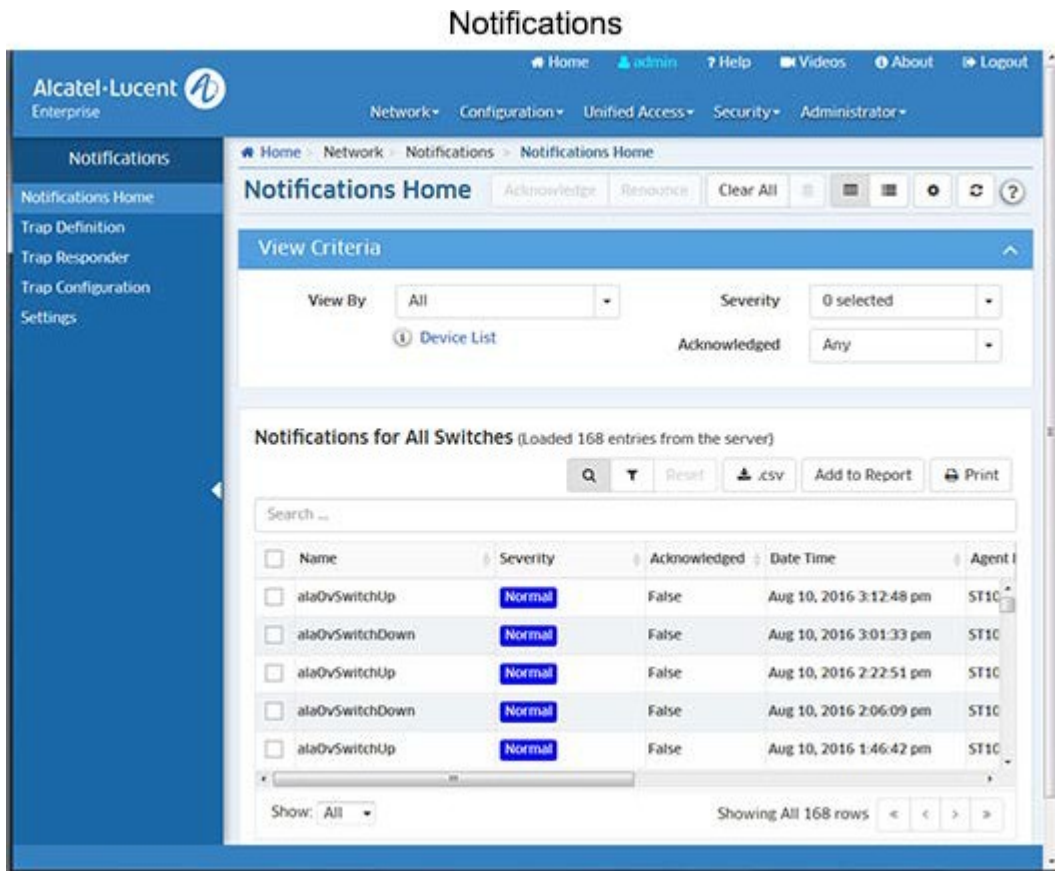 Notifications
Home admin ? Help Videos About Logout
Alcatel·Lucent
Enterprise
Network Configuration Unified Access Security Administrator
Notifications
Notifications Home
Trap Definition
Trap Responder
Trap Configuration
Settings
Home > Network > Notifications > Notifications Home
Notifications Home Acknowledge Renounce Clear All ?
View Criteria
View By All Severity 0 selected
Device List Acknowledged Any
Notifications for All Switches (Loaded 168 entries from the server)
Reset .csv Add to Report Print
Search ...
Name Severity Acknowledged Date Time Agent
alaOvSwitchUp Normal False Aug 10, 2016 3:12:48 pm ST10
alaOvSwitchDown Normal False Aug 10, 2016 3:01:33 pm ST10
alaOvSwitchUp Normal False Aug 10, 2016 2:22:51 pm ST10
alaOvSwitchDown Normal False Aug 10, 2016 2:06:09 pm ST10
alaOvSwitchUp Normal False Aug 10, 2016 1:46:42 pm ST10
Show: All Showing All 168 rows « < > »